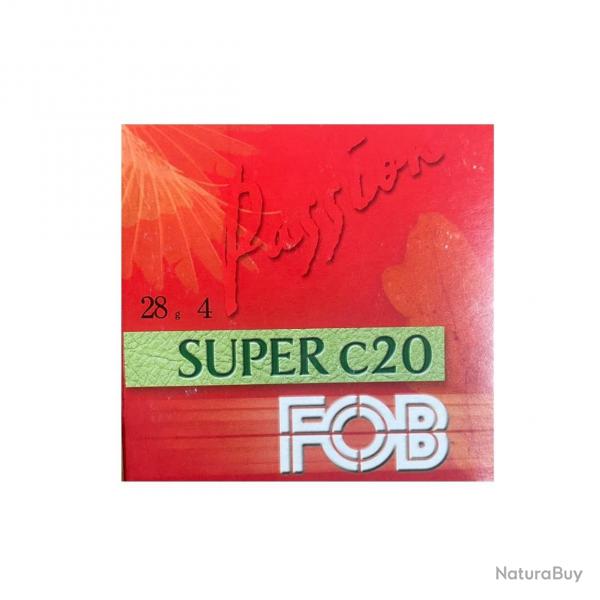 Passion
28 g 4
SUPER C20
FOB
NaturaBuy